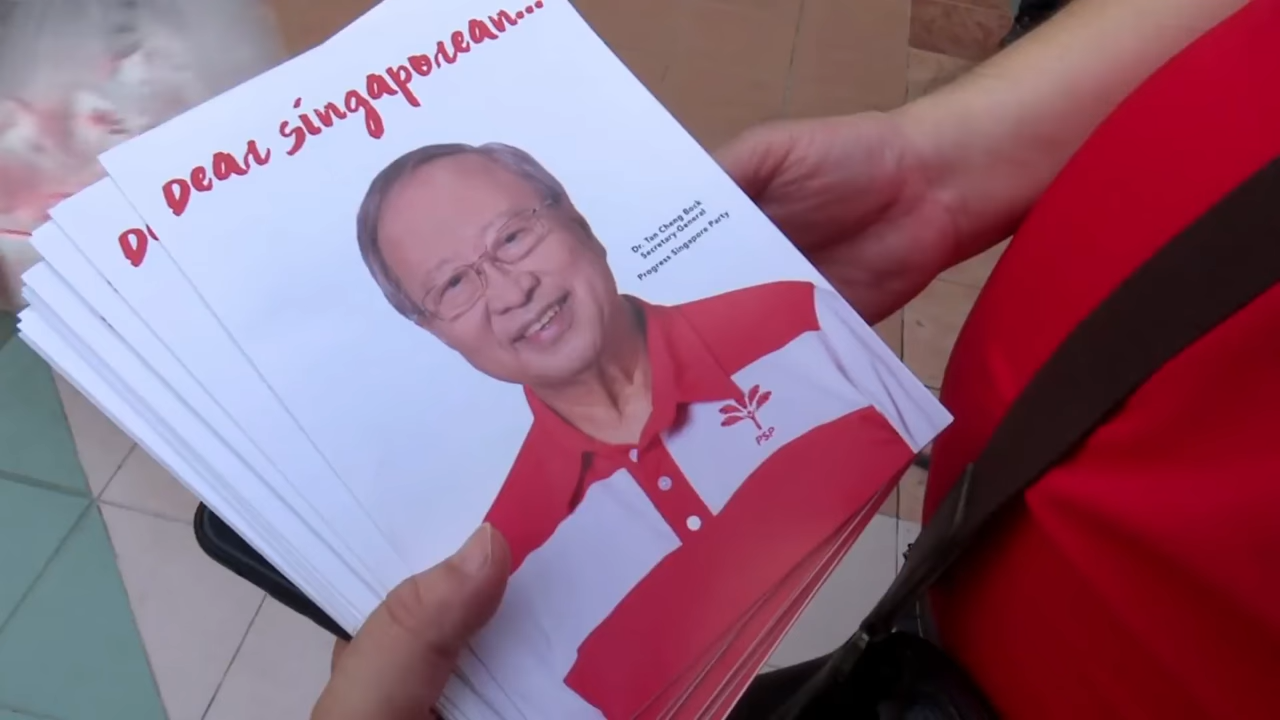 Dear Singaporean...
Dr. Tan Cheng Bock
Secretary-General
Progress Singapore Party
PSP
D